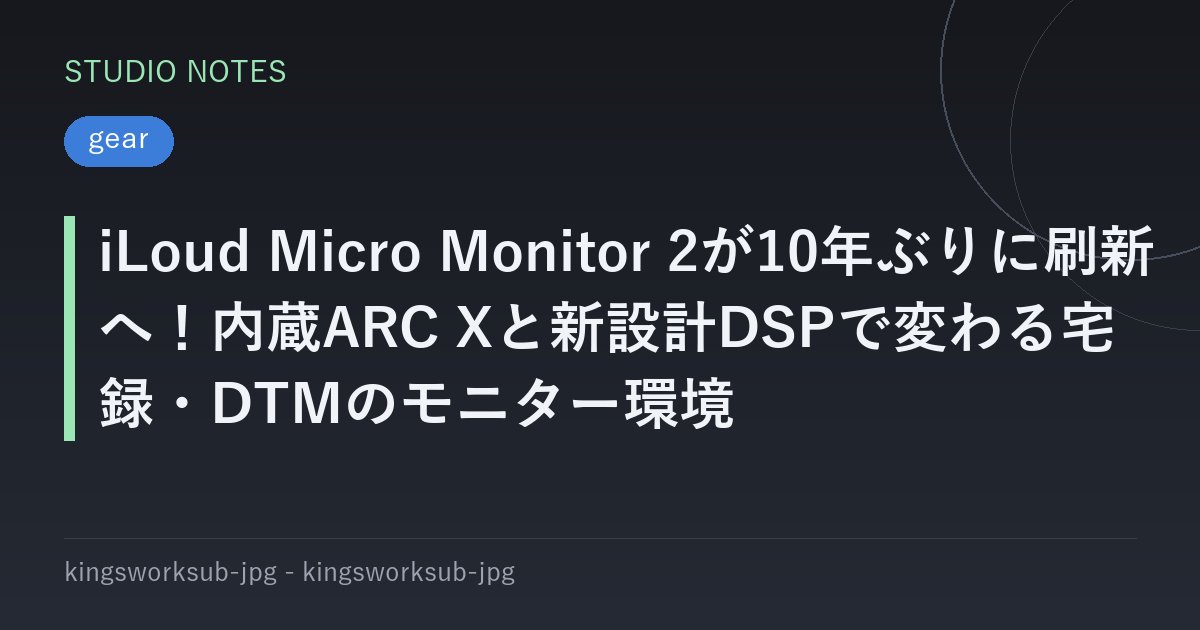 STUDIO NOTES
gear
iLoud Micro Monitor 2が10年ぶりに刷新
へ！内蔵ARC Xと新設計DSPで変わる宅
録・DTMのモニター環境
kingsworksub-jpg - kingsworksub-jpg